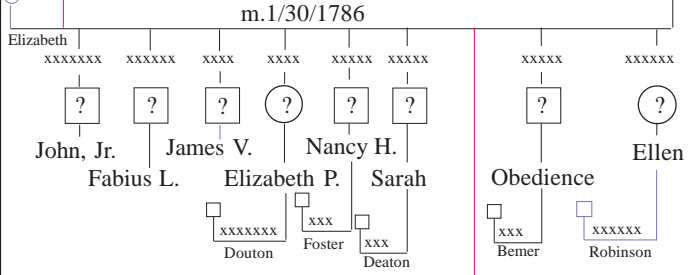 m.1/30/1786
Elizabeth
xxxxxxx xxxxxx xxxx xxxx xxxxx xxxxx xxxxx xxxxxx
? ? ? ? ? ? ? ?
John, Jr. James V. Nancy H. Ellen
Fabius L. Elizabeth P. Sarah Obedience
xxxxxxx xxx xxx xxx xxxxxx
Douton Foster Deaton Bemer Robinson